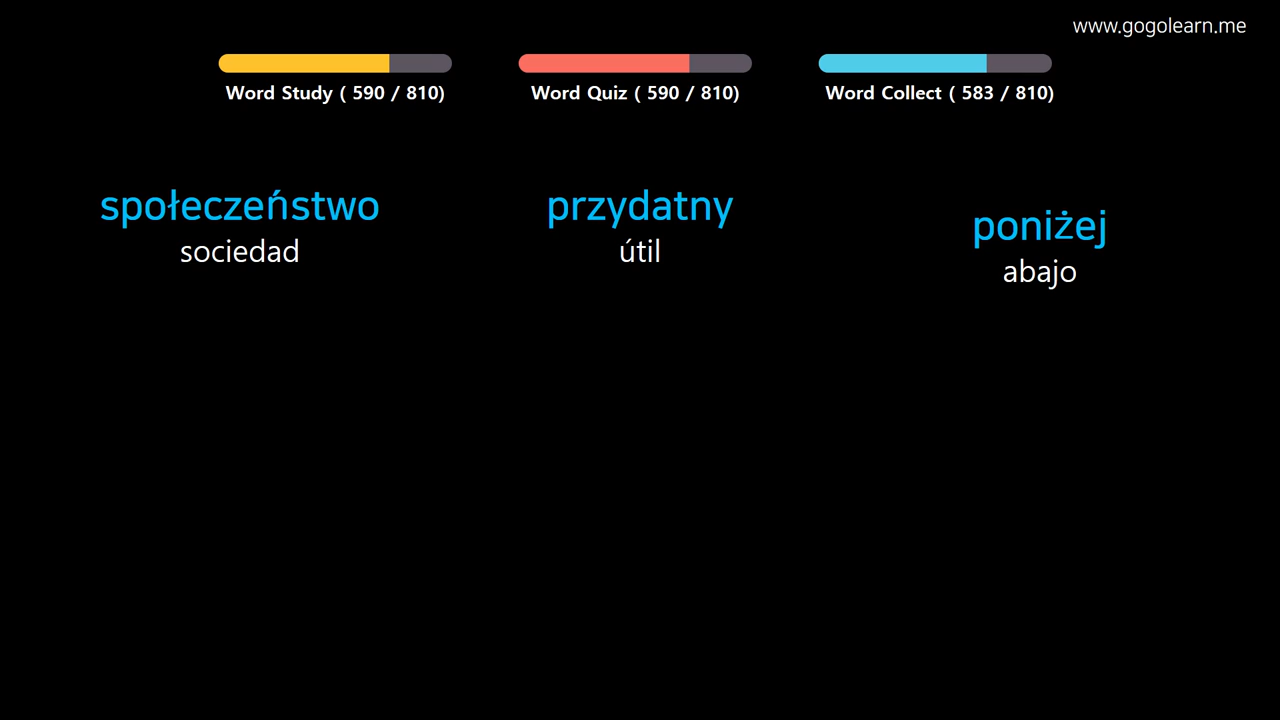 www.gogolearn.me
Word Study ( 590 / 810)
Word Quiz ( 590 / 810)
Word Collect ( 583 / 810)
społeczeństwo
sociedad
przydatny
útil
poniżej
abajo